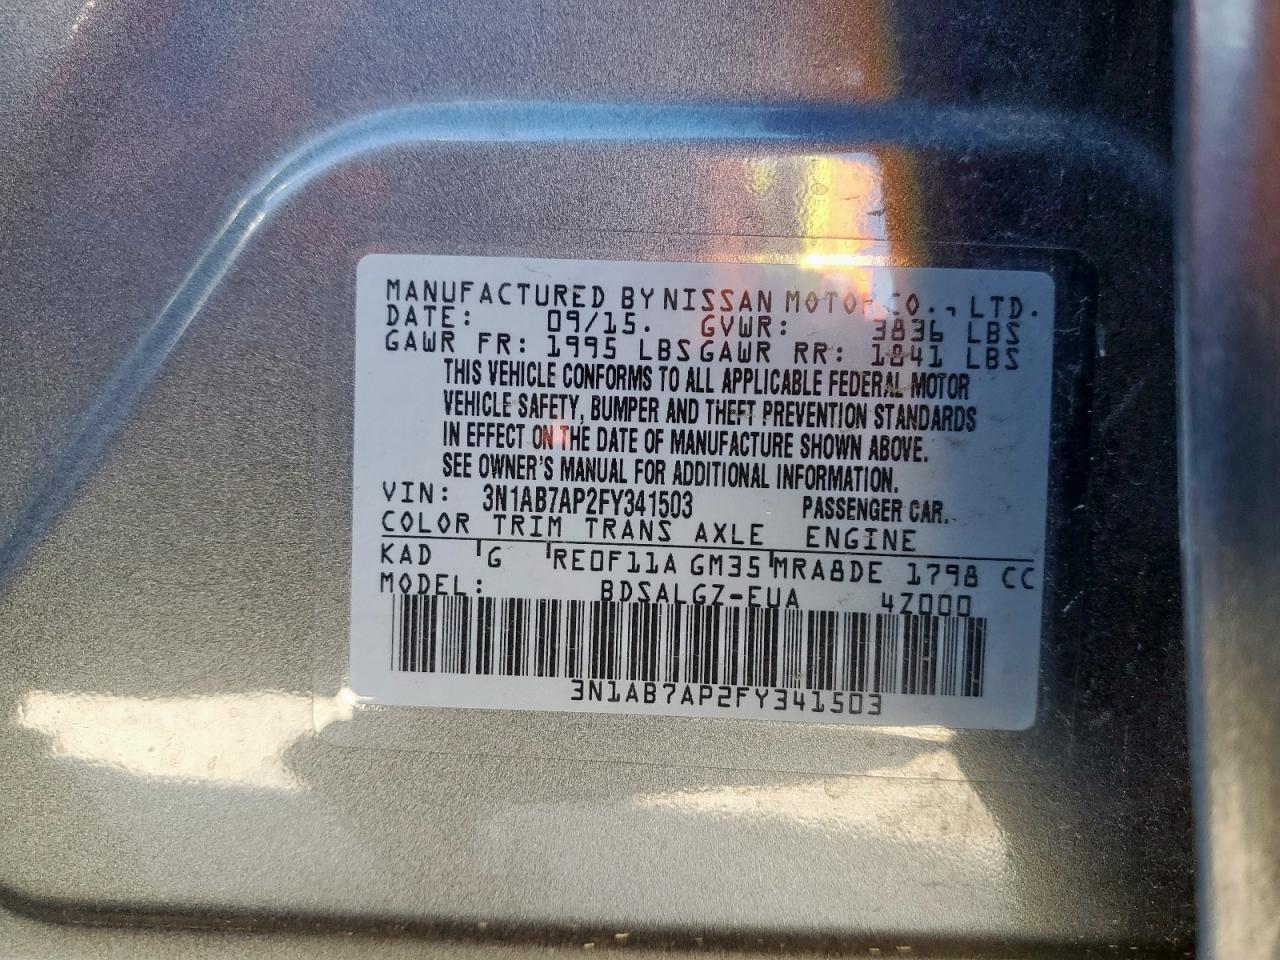 MANUFACTURED BY NISSAN MOTOR CO., LTD.
DATE: 09/15. GVWR: 3836 LBS
GAWR FR: 1995 LBS GAWR RR: 1841 LBS
THIS VEHICLE CONFORMS TO ALL APPLICABLE FEDERAL MOTOR
VEHICLE SAFETY, BUMPER AND THEFT PREVENTION STANDARDS
IN EFFECT ON THE DATE OF MANUFACTURE SHOWN ABOVE.
SEE OWNER'S MANUAL FOR ADDITIONAL INFORMATION.
VIN: 3N1AB7AP2FY341503 PASSENGER CAR.
COLOR TRIM TRANS AXLE ENGINE
KAD G RE0F11A GM35 MRA8DE 1798 CC
MODEL: BDSALGZ-EUA 4Z000
3N1AB7AP2FY341503